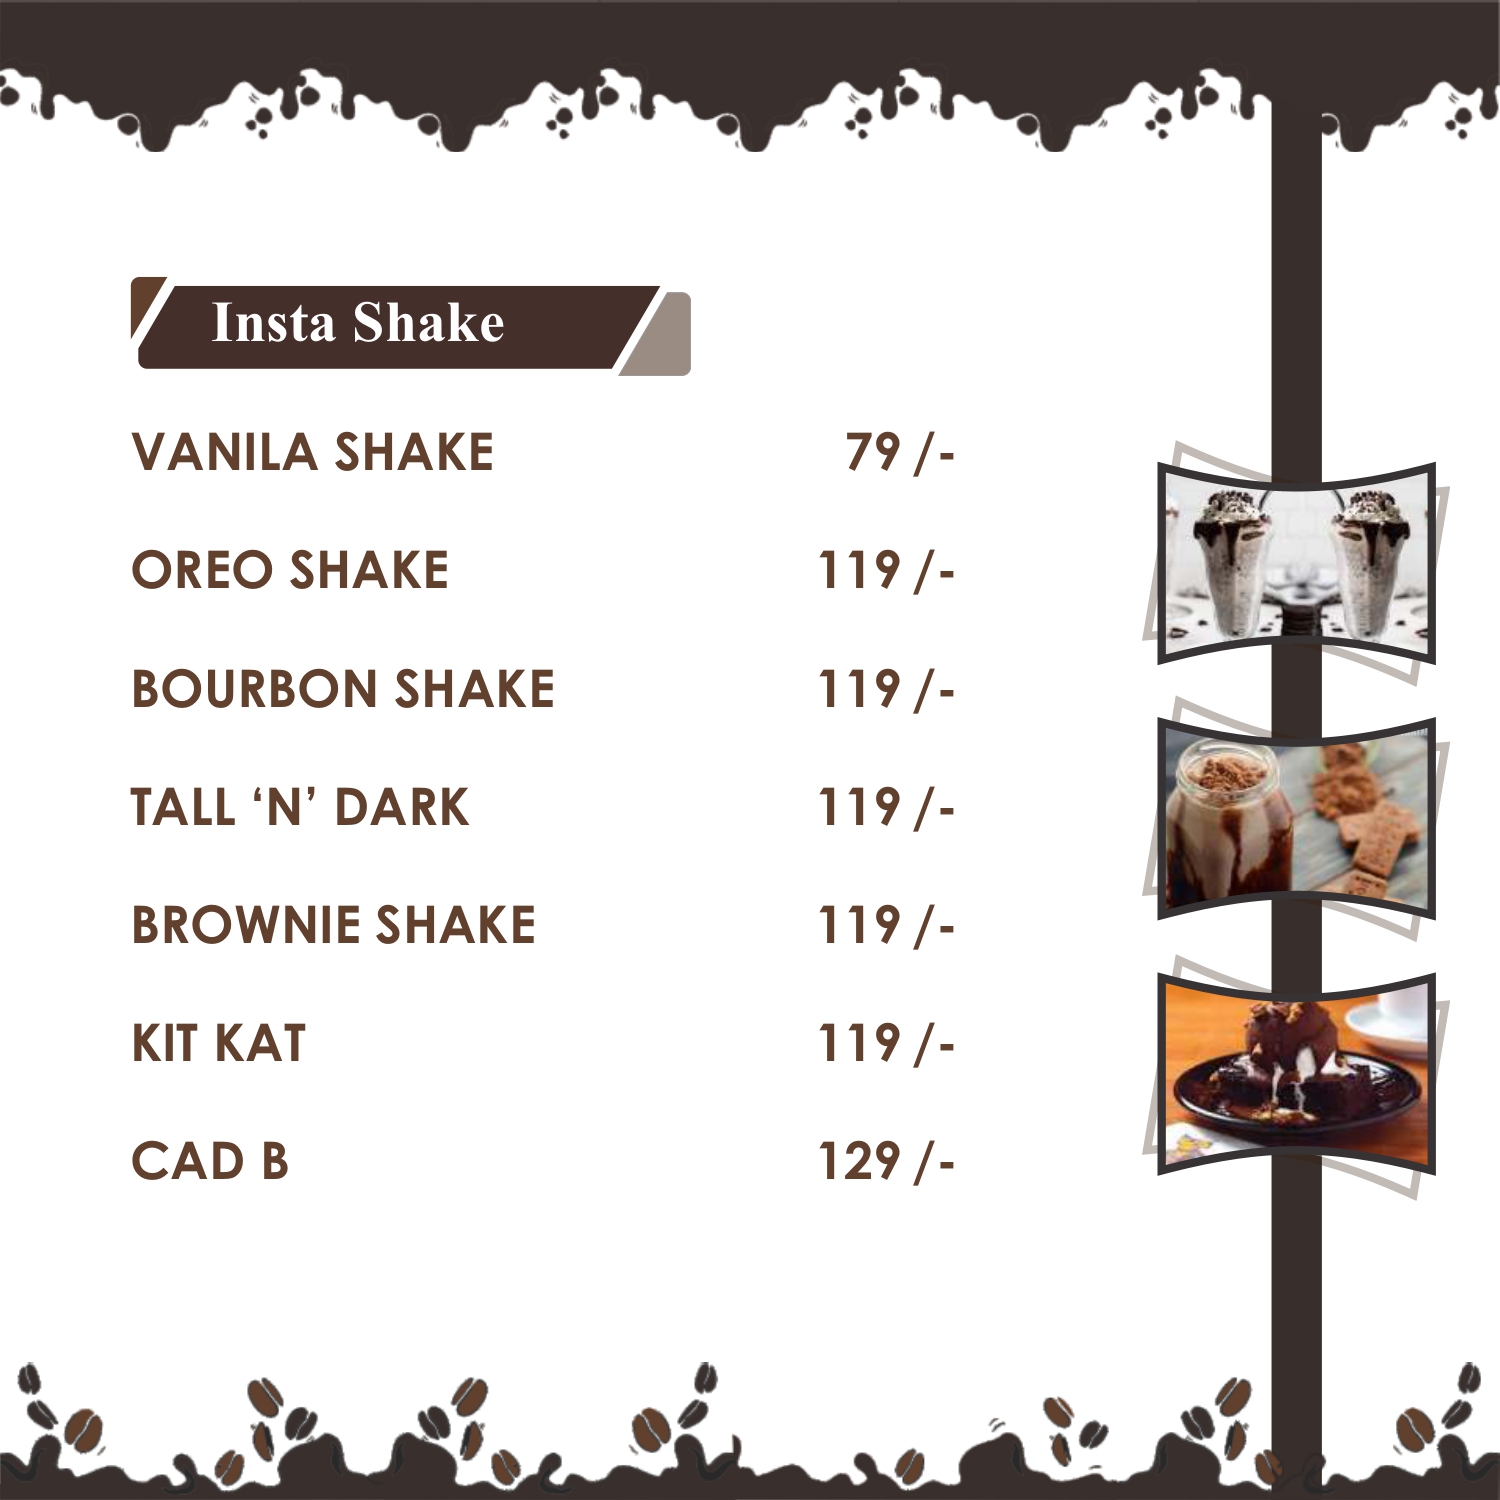 Insta Shake
VANILA SHAKE 79 /-
OREO SHAKE 119 /-
BOURBON SHAKE 119 /-
TALL ‘N’ DARK 119 /-
BROWNIE SHAKE 119 /-
KIT KAT 119 /-
CAD B 129 /-